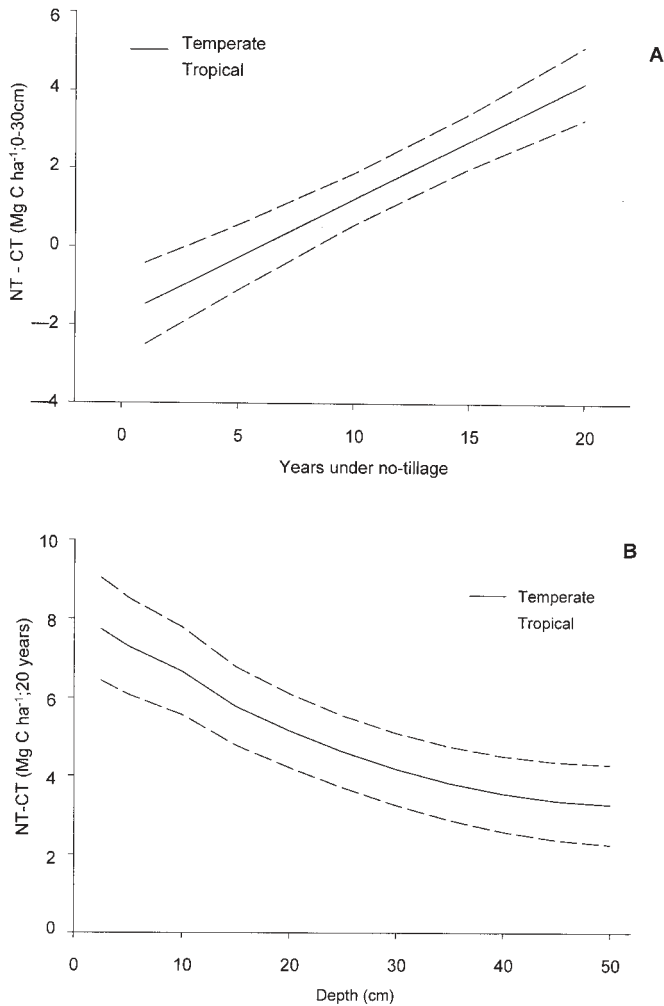 6
4
2
0
—2
—4
NT - CT (Mg C ha-1;0-30cm)
Temperate
Tropical
A
0 5 10 15 20
Years under no-tillage
10
8
6
4
2
0
NT-CT (Mg C ha-1;20 years)
B
Temperate
Tropical
0 10 20 30 40 50
Depth (cm)